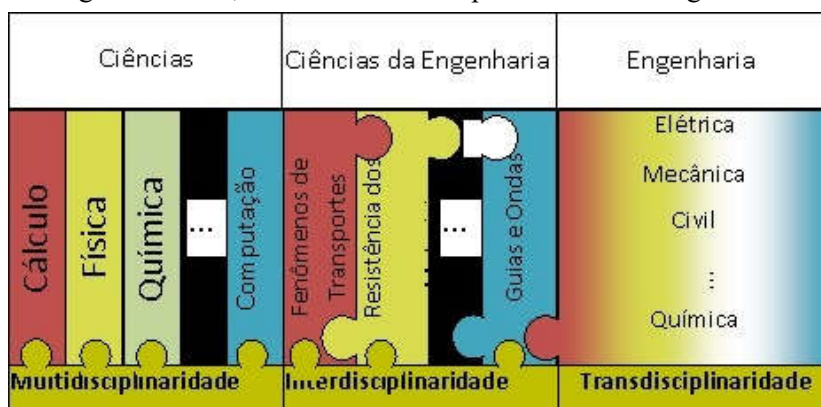 Ciências
Ciências da Engenharia
Engenharia
Cálculo
Física
Química
...
Computação
Fenômenos de
Transportes
Resistência dos
...
Guias e Ondas
Elétrica
Mecânica
Civil
...
Química
Multidisciplinaridade
Interdisciplinaridade
Transdisciplinaridade